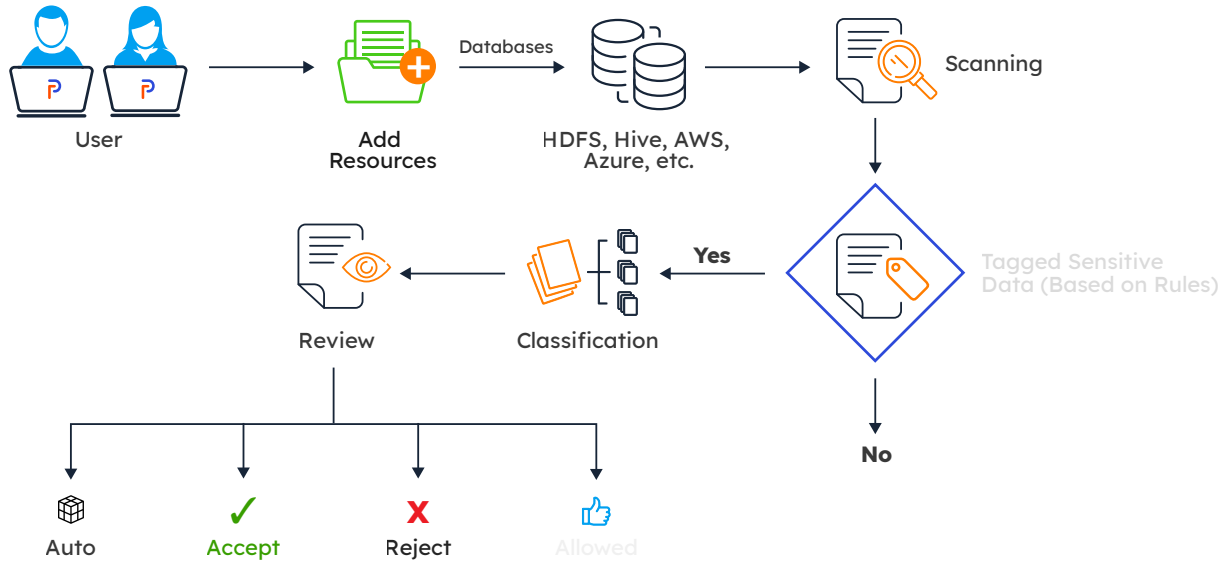 Databases
Scanning
User
Add
Resources
HDFS, Hive, AWS,
Azure, etc.
Yes
Tagged Sensitive
Data (Based on Rules)
Review
Classification
No
Auto
Accept
Reject
Allowed